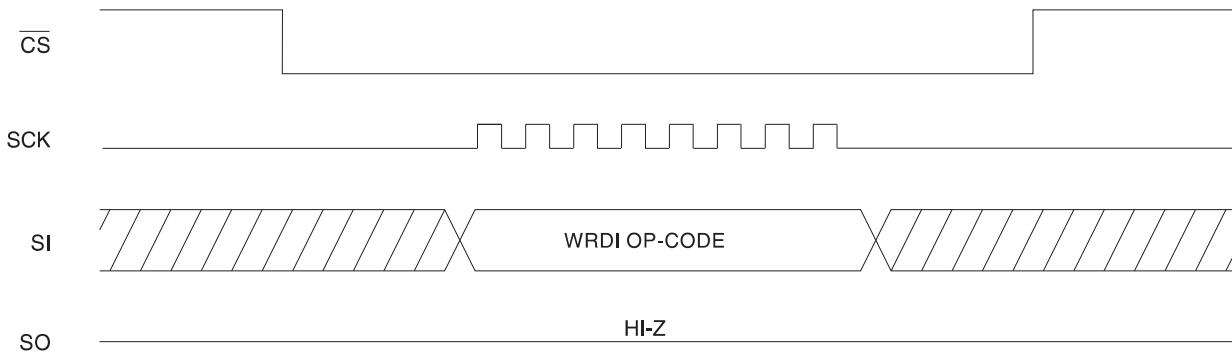 CS
SCK
SI
WRDI OP-CODE
HI-Z
SO